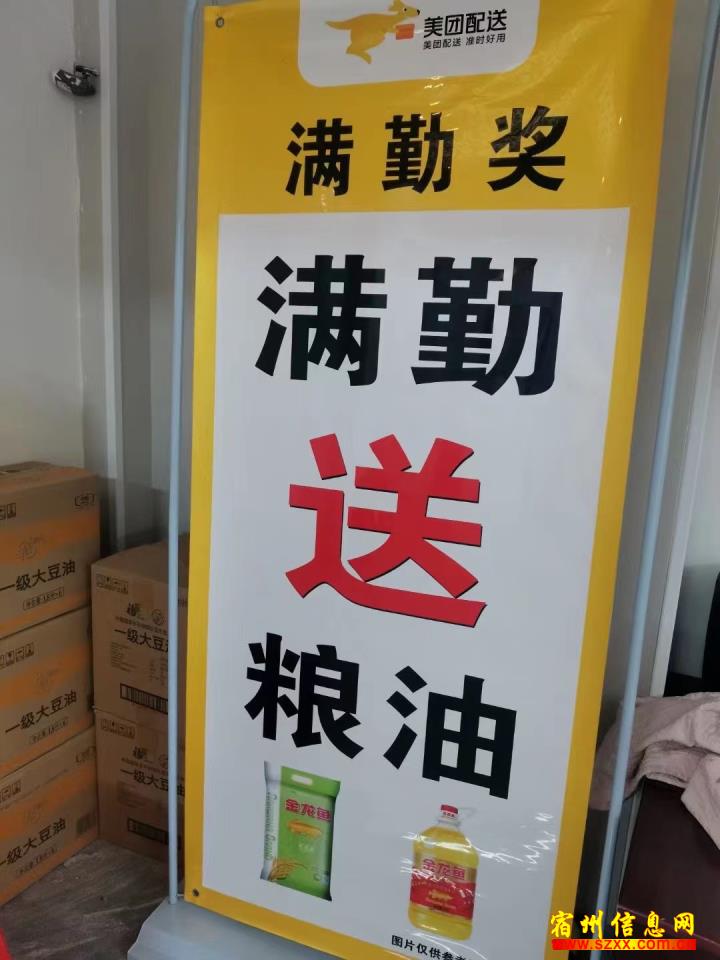 美团配送
美团配送 准时好用
满勤奖
满勤
送
粮油
金龙鱼
金龙鱼
图片仅供参考
一级大豆油
一级大豆油
一级大豆油
一级大豆油
宿州信息网
www.szxx.com.cn